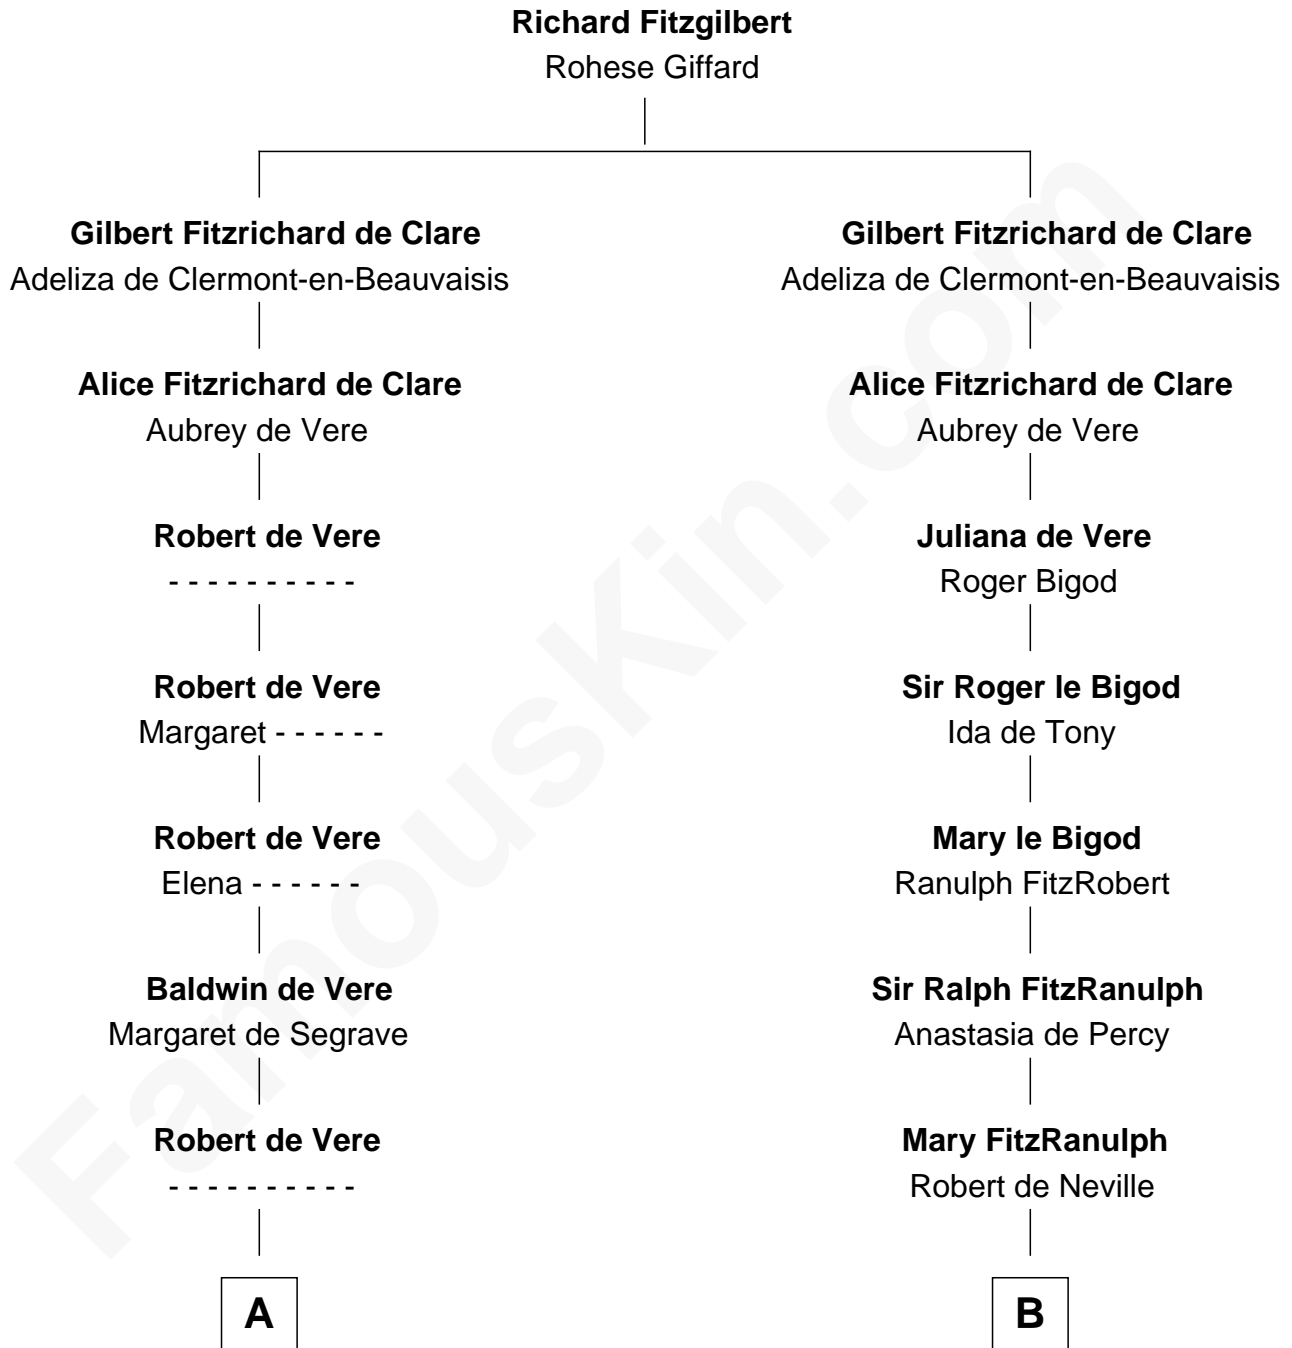 Richard Fitzgilbert
Rohese Giffard
Gilbert Fitzrichard de Clare
Adeliza de Clermont-en-Beauvaisis
Alice Fitzrichard de Clare
Aubrey de Vere
Robert de Vere
- - - - - - - - - -
Robert de Vere
Margaret - - - - - -
Robert de Vere
Elena - - - - - -
Baldwin de Vere
Margaret de Segrave
Robert de Vere
- - - - - - - - - -
A
Gilbert Fitzrichard de Clare
Adeliza de Clermont-en-Beauvaisis
Alice Fitzrichard de Clare
Aubrey de Vere
Juliana de Vere
Roger Bigod
Sir Roger le Bigod
Ida de Tony
Mary le Bigod
Ranulph FitzRobert
Sir Ralph FitzRanulph
Anastasia de Percy
Mary FitzRanulph
Robert de Neville
B
FamousKin.com